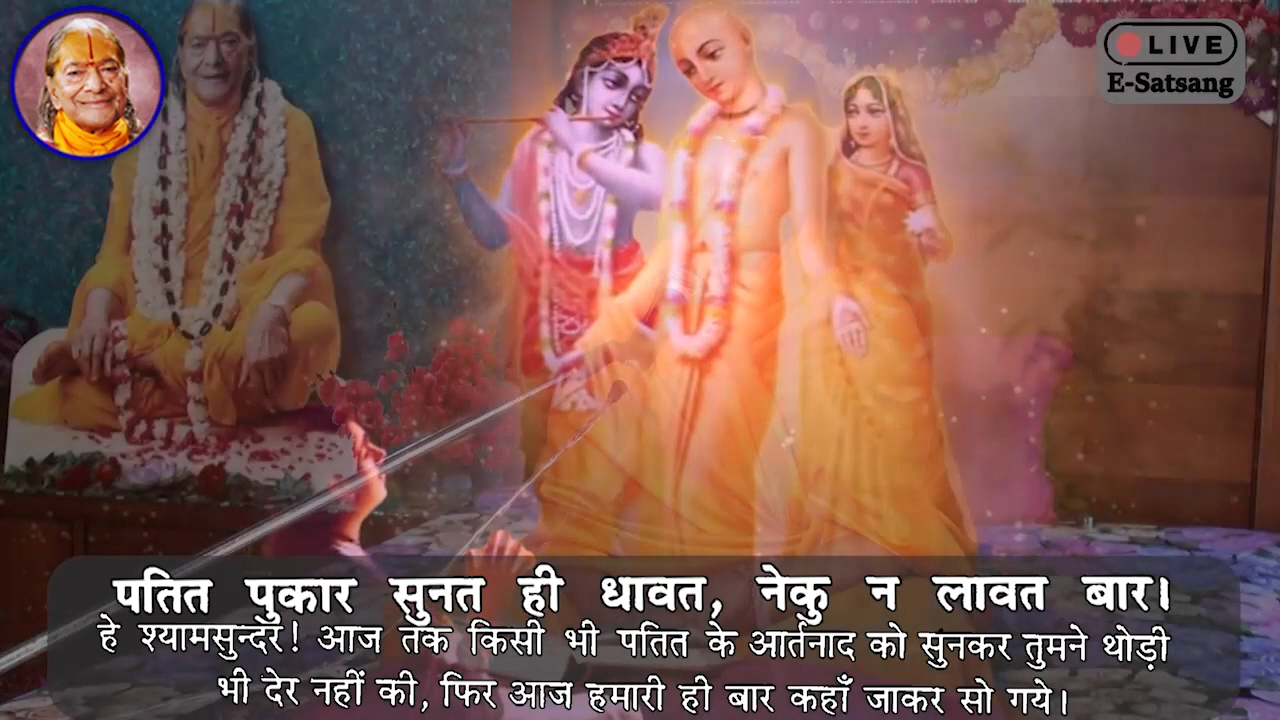 LIVE
E-Satsang
पतित पुकार सुनत ही धावत, नेकु न लावत बार।
हे श्यामसुन्दर! आज तक किसी भी पतित के आर्तनाद को सुनकर तुमने थोड़ी
भी देर नहीं की, फिर आज हमारी ही बार कहाँ जाकर सो गये।